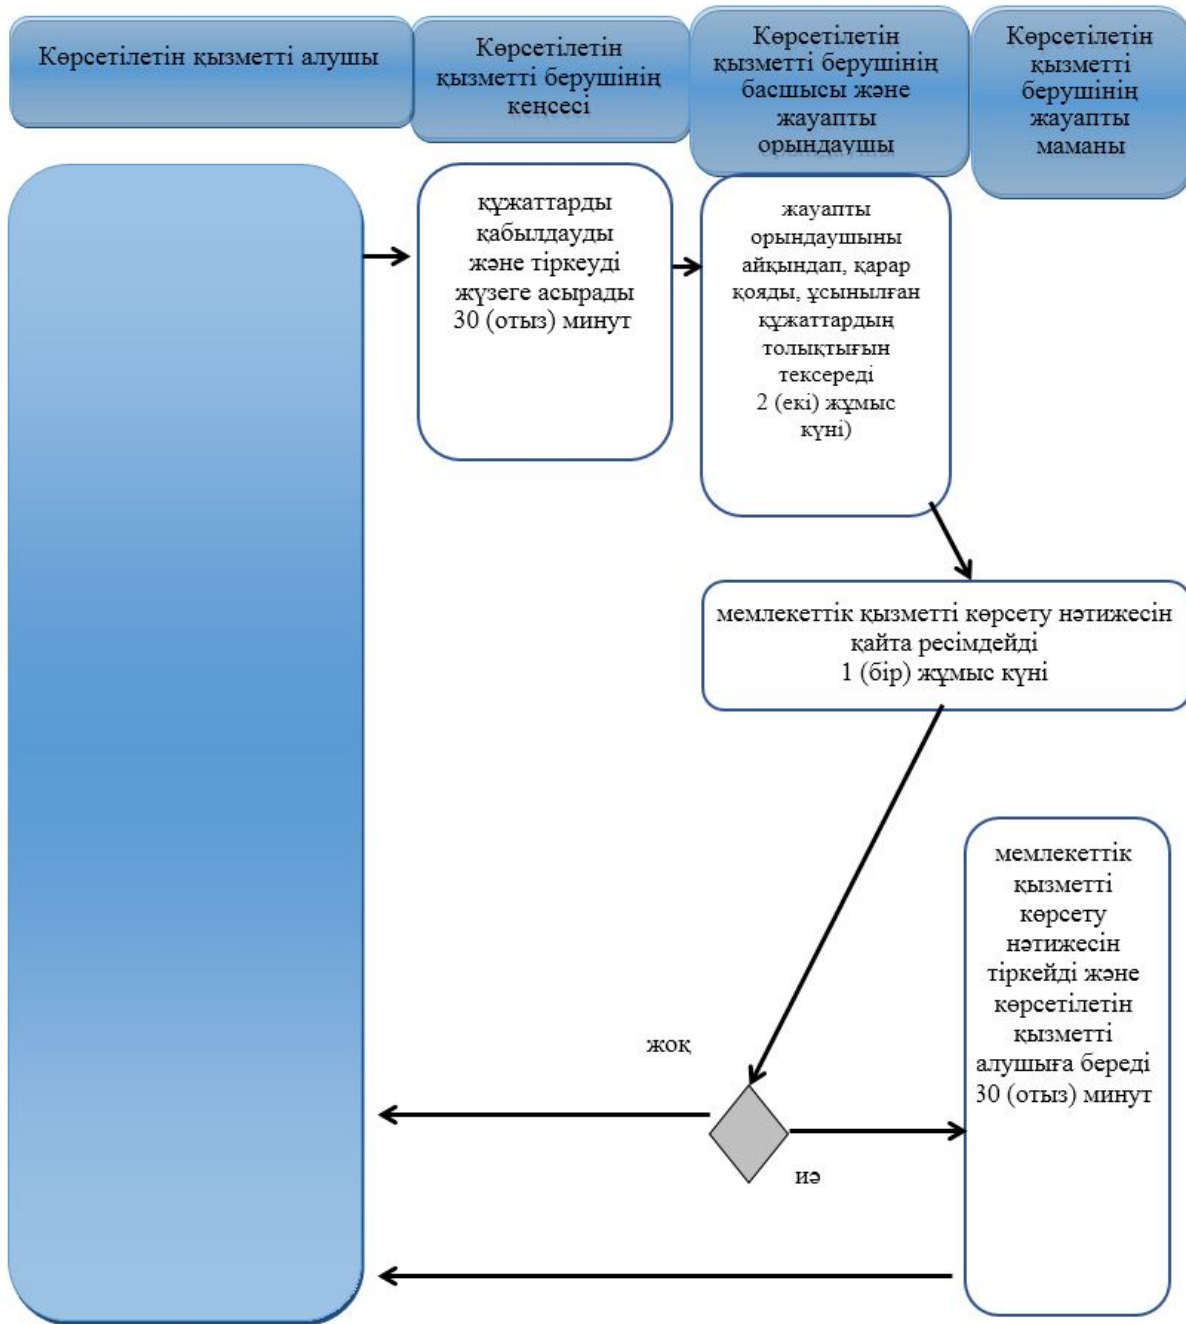 Көрсетілетін қызметті алушы
Көрсетілетін
қызметті берушінің
кеңсесі
Көрсетілетін
қызметті берушінің
басшысы және
жауапты
орындаушы
Көрсетілетін
қызметті
берушінің
жауапты
маманы
құжаттарды
қабылдауды
және тіркеуді
жүзеге асырады
30 (отыз) минут
жауапты
орындаушыны
айқындап, қарар
қояды, ұсынылған
құжаттардың
толықтығын
тексереді
2 (екі) жұмыс
күні)
мемлекеттік қызметті көрсету нәтижесін
қайта ресімдейді
1 (бір) жұмыс күні
мемлекеттік
қызметті
көрсету
нәтижесін
тіркейді және
көрсетілетін
қызметті
алушыға береді
30 (отыз) минут
жоқ
иә